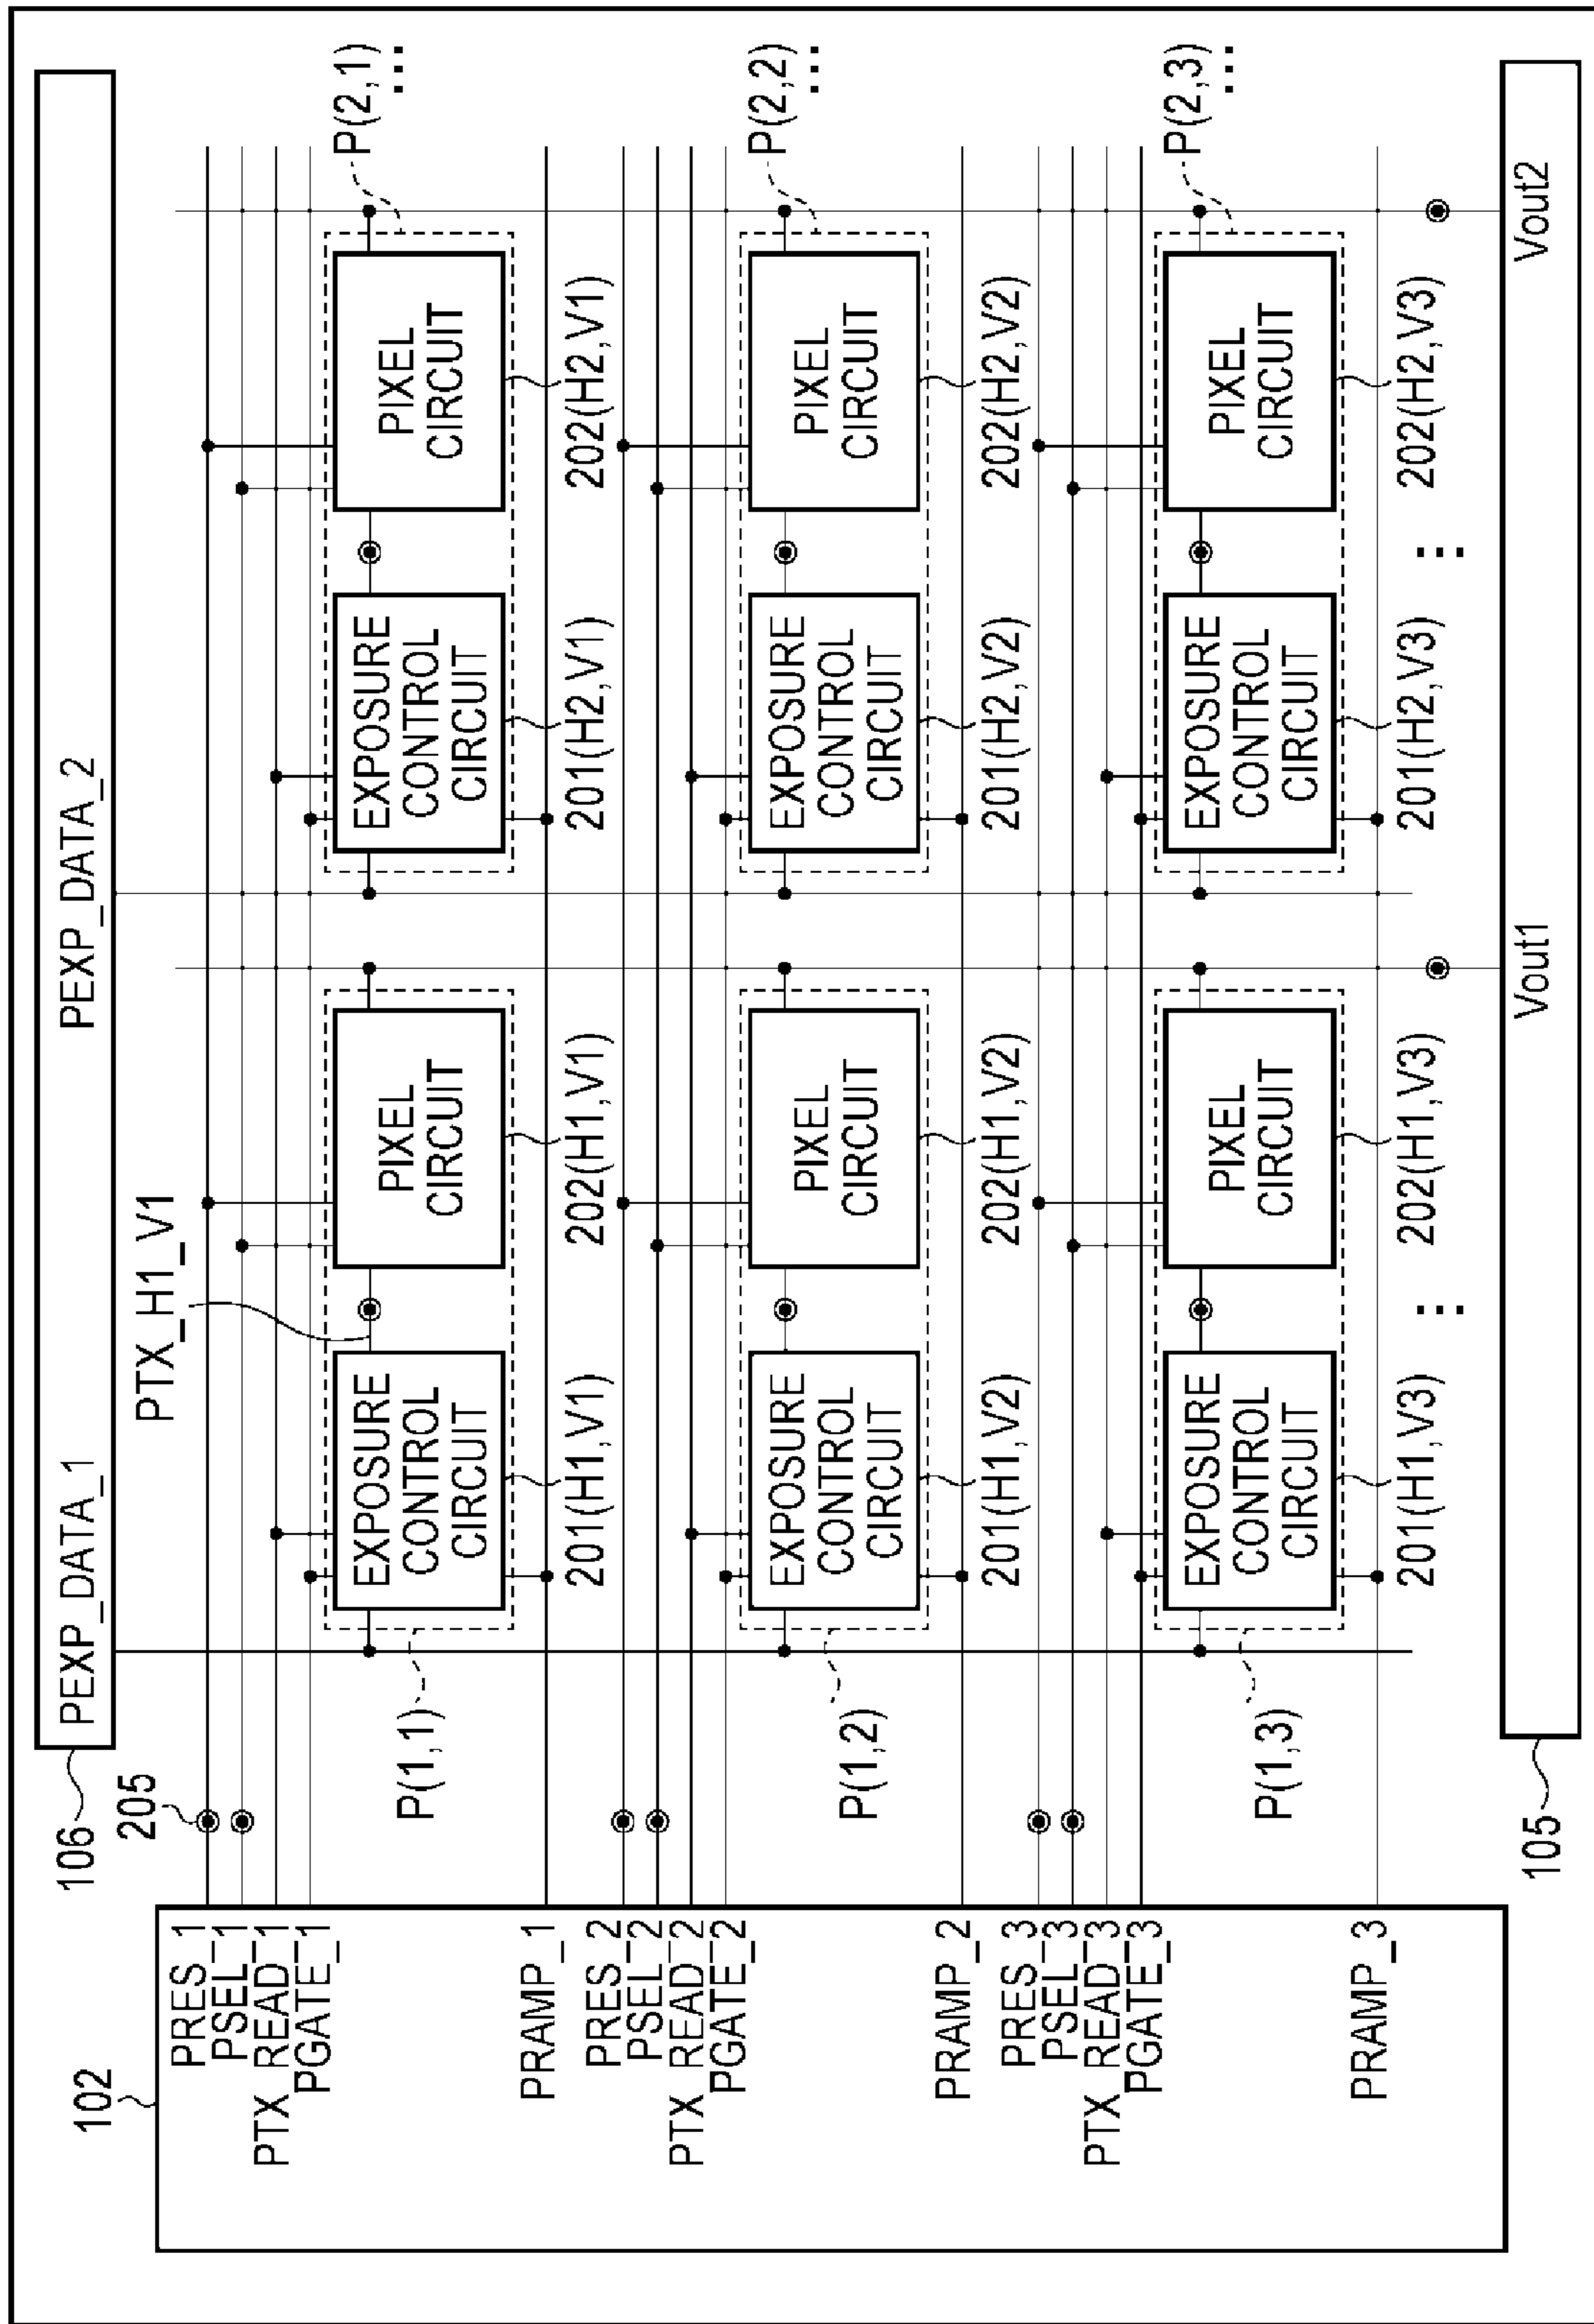 106
PEXP_DATA_1
PEXP_DATA_2
205
PTX_H1_V1
102
PRES_1
PSEL_1
PTX_READ_1
PGATE_1
PRAMP_1
P(1,1)
EXPOSURE
CONTROL
CIRCUIT
201(H1,V1)
PIXEL
CIRCUIT
202(H1,V1)
EXPOSURE
CONTROL
CIRCUIT
201(H2,V1)
PIXEL
CIRCUIT
202(H2,V1)
P(2,1)
...
PRES_2
PSEL_2
PTX_READ_2
PGATE_2
PRAMP_2
P(1,2)
EXPOSURE
CONTROL
CIRCUIT
201(H1,V2)
PIXEL
CIRCUIT
202(H1,V2)
EXPOSURE
CONTROL
CIRCUIT
201(H2,V2)
PIXEL
CIRCUIT
202(H2,V2)
P(2,2)
...
PRES_3
PSEL_3
PTX_READ_3
PGATE_3
PRAMP_3
P(1,3)
EXPOSURE
CONTROL
CIRCUIT
201(H1,V3)
PIXEL
CIRCUIT
202(H1,V3)
EXPOSURE
CONTROL
CIRCUIT
201(H2,V3)
PIXEL
CIRCUIT
202(H2,V3)
P(2,3)
...
105
Vout1
Vout2